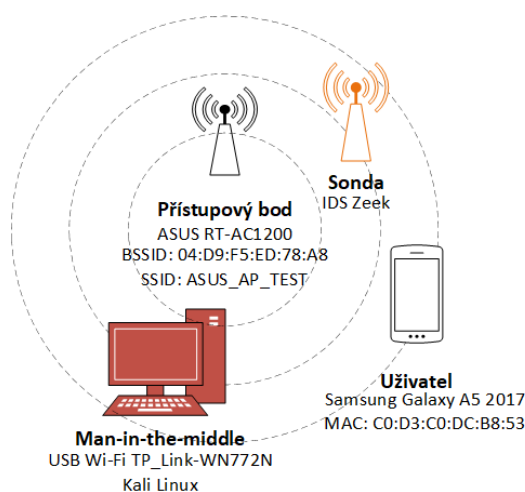 Sonda
IDS Zeek
Prístupový bod
ASUS RT-AC1200
BSSID: 04:D9:F5:ED:78:A8
SSID: ASUS_AP_TEST
Uživatel
Samsung Galaxy A5 2017
MAC: C0:D3:C0:DC:B8:53
Man-in-the-middle
USB Wi-Fi TP_Link-WN772N
Kali Linux